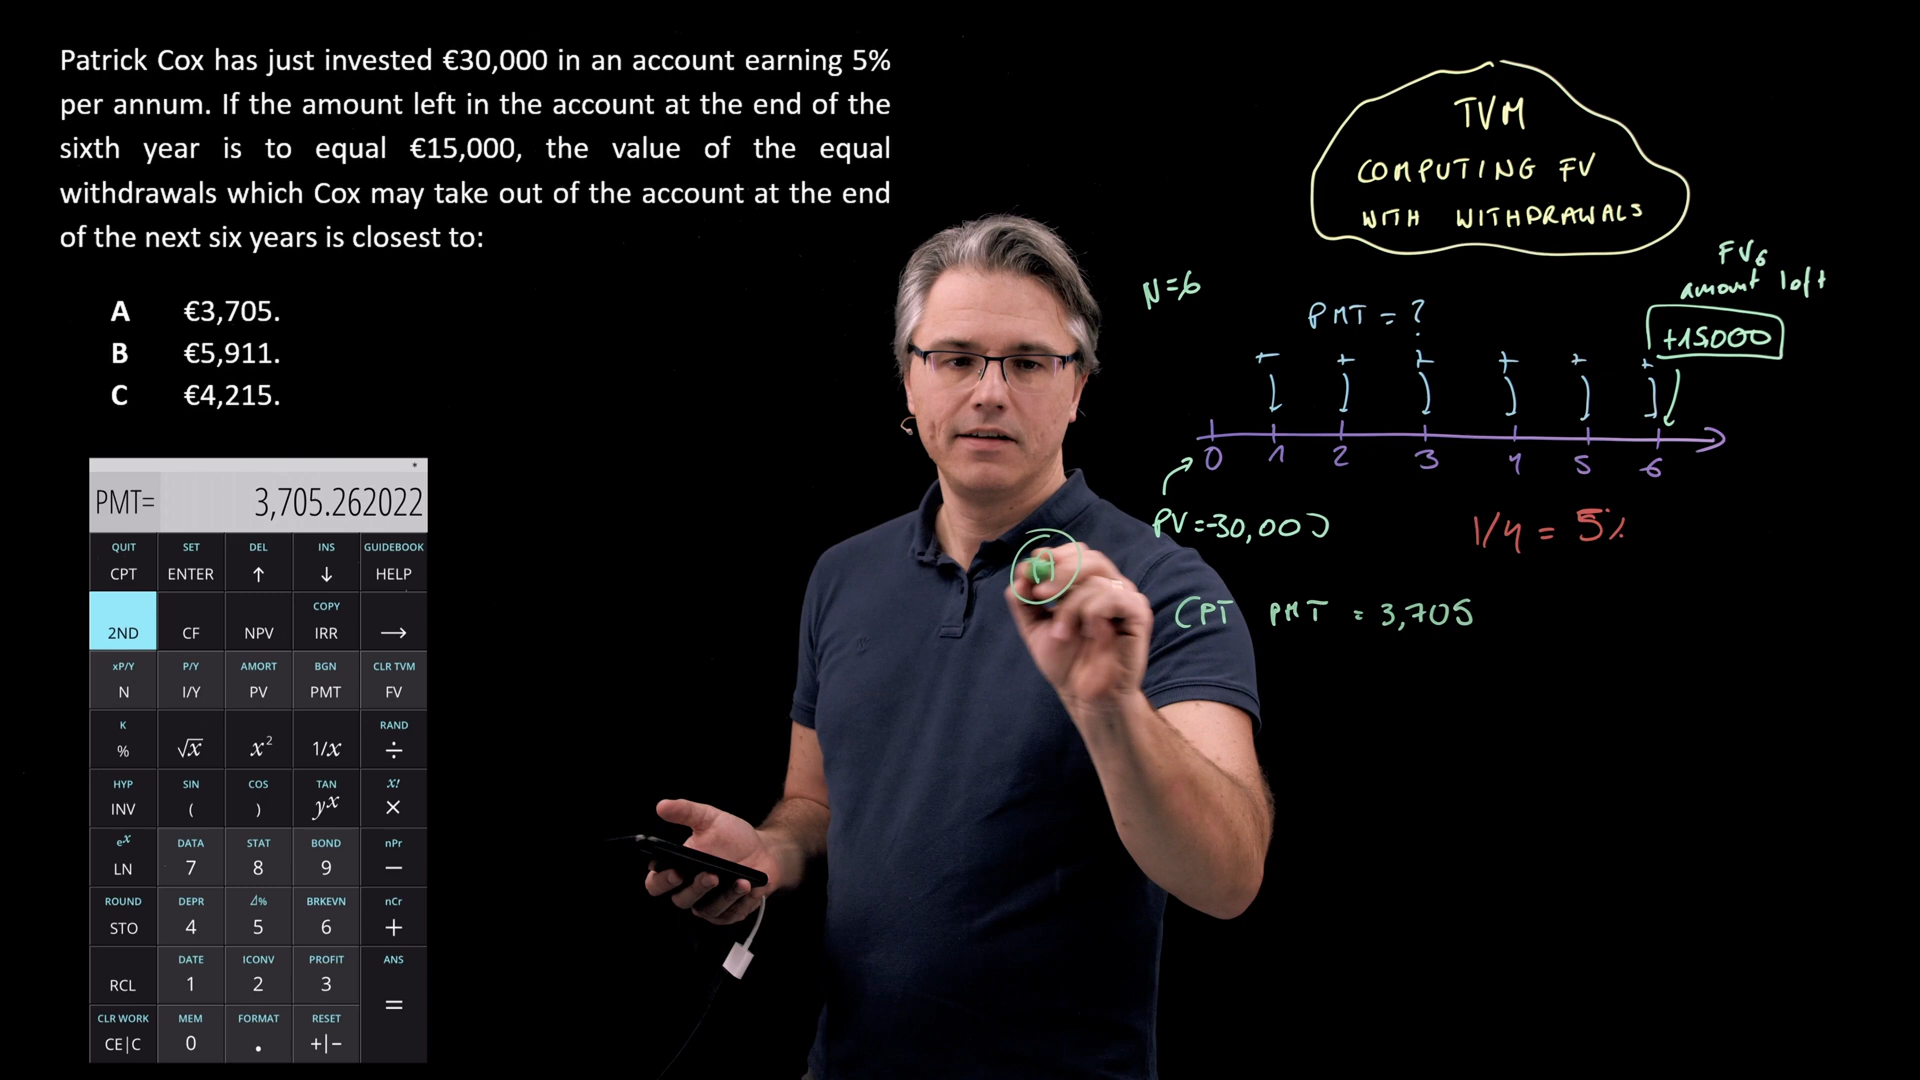 Patrick Cox has just invested €30,000 in an account earning 5%
per annum. If the amount left in the account at the end of the
sixth year is to equal €15,000, the value of the equal
withdrawals which Cox may take out of the account at the end
of the next six years is closest to:
A €3,705.
B €5,911.
C €4,215.
TVM
COMPUTING FV
WITH WITHDRAWALS
FV6
amount left
+15000
N=6
PMT = ?
+ + + + + +
0 1 2 3 4 5 6
PV=-30,000
I/Y = 5%
CPT PMT = 3,705
A
PMT= 3,705.262022
QUIT SET DEL INS GUIDEBOOK
CPT ENTER ↑ ↓ HELP
COPY
2ND CF NPV IRR →
xP/Y P/Y AMORT BGN CLR TVM
N I/Y PV PMT FV
K RAND
% √x x² 1/x ÷
HYP SIN COS TAN x!
INV ( ) yˣ ×
eˣ DATA STAT BOND nPr
LN 7 8 9 −
ROUND DEPR Δ% BRKEVN nCr
STO 4 5 6 +
DATE ICONV PROFIT ANS
RCL 1 2 3 =
CLR WORK MEM FORMAT RESET
CE|C 0 . +|−